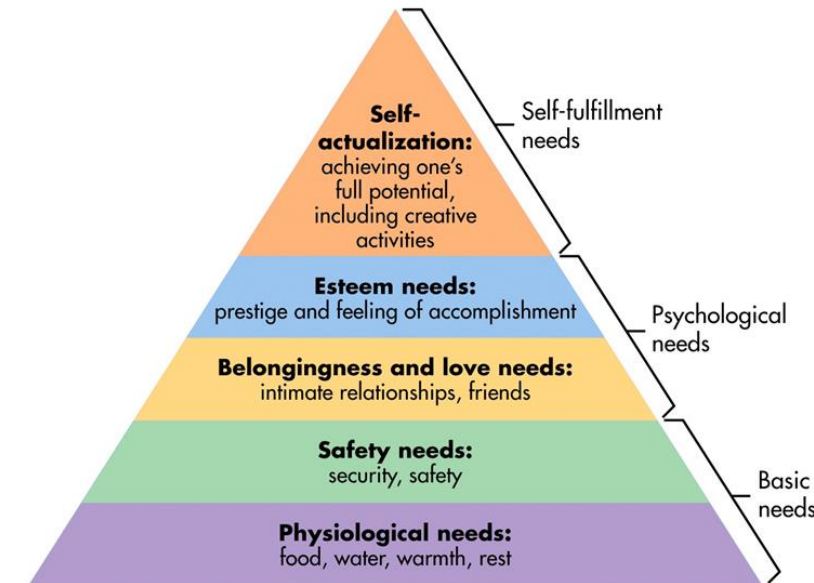 Self-
actualization:
achieving one's
full potential,
including creative
activities
Self-fulfillment
needs
Esteem needs:
prestige and feeling of accomplishment
Belongingness and love needs:
intimate relationships, friends
Psychological
needs
Safety needs:
security, safety
Physiological needs:
food, water, warmth, rest
Basic
needs